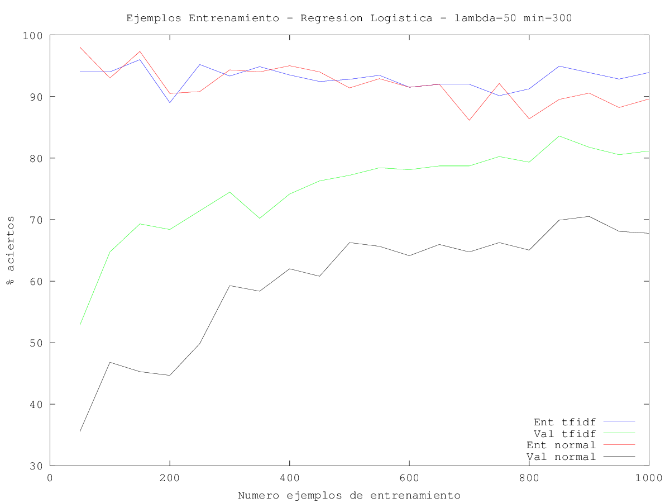 Ejemplos Entrenamiento - Regresion Logistica - lambda-50 min-300
100
90
80
70
60
50
40
30
% aciertos
Ent tfidf
Val tfidf
Ent normal
Val normal
0 200 400 600 800 1000
Numero ejemplos de entrenamiento